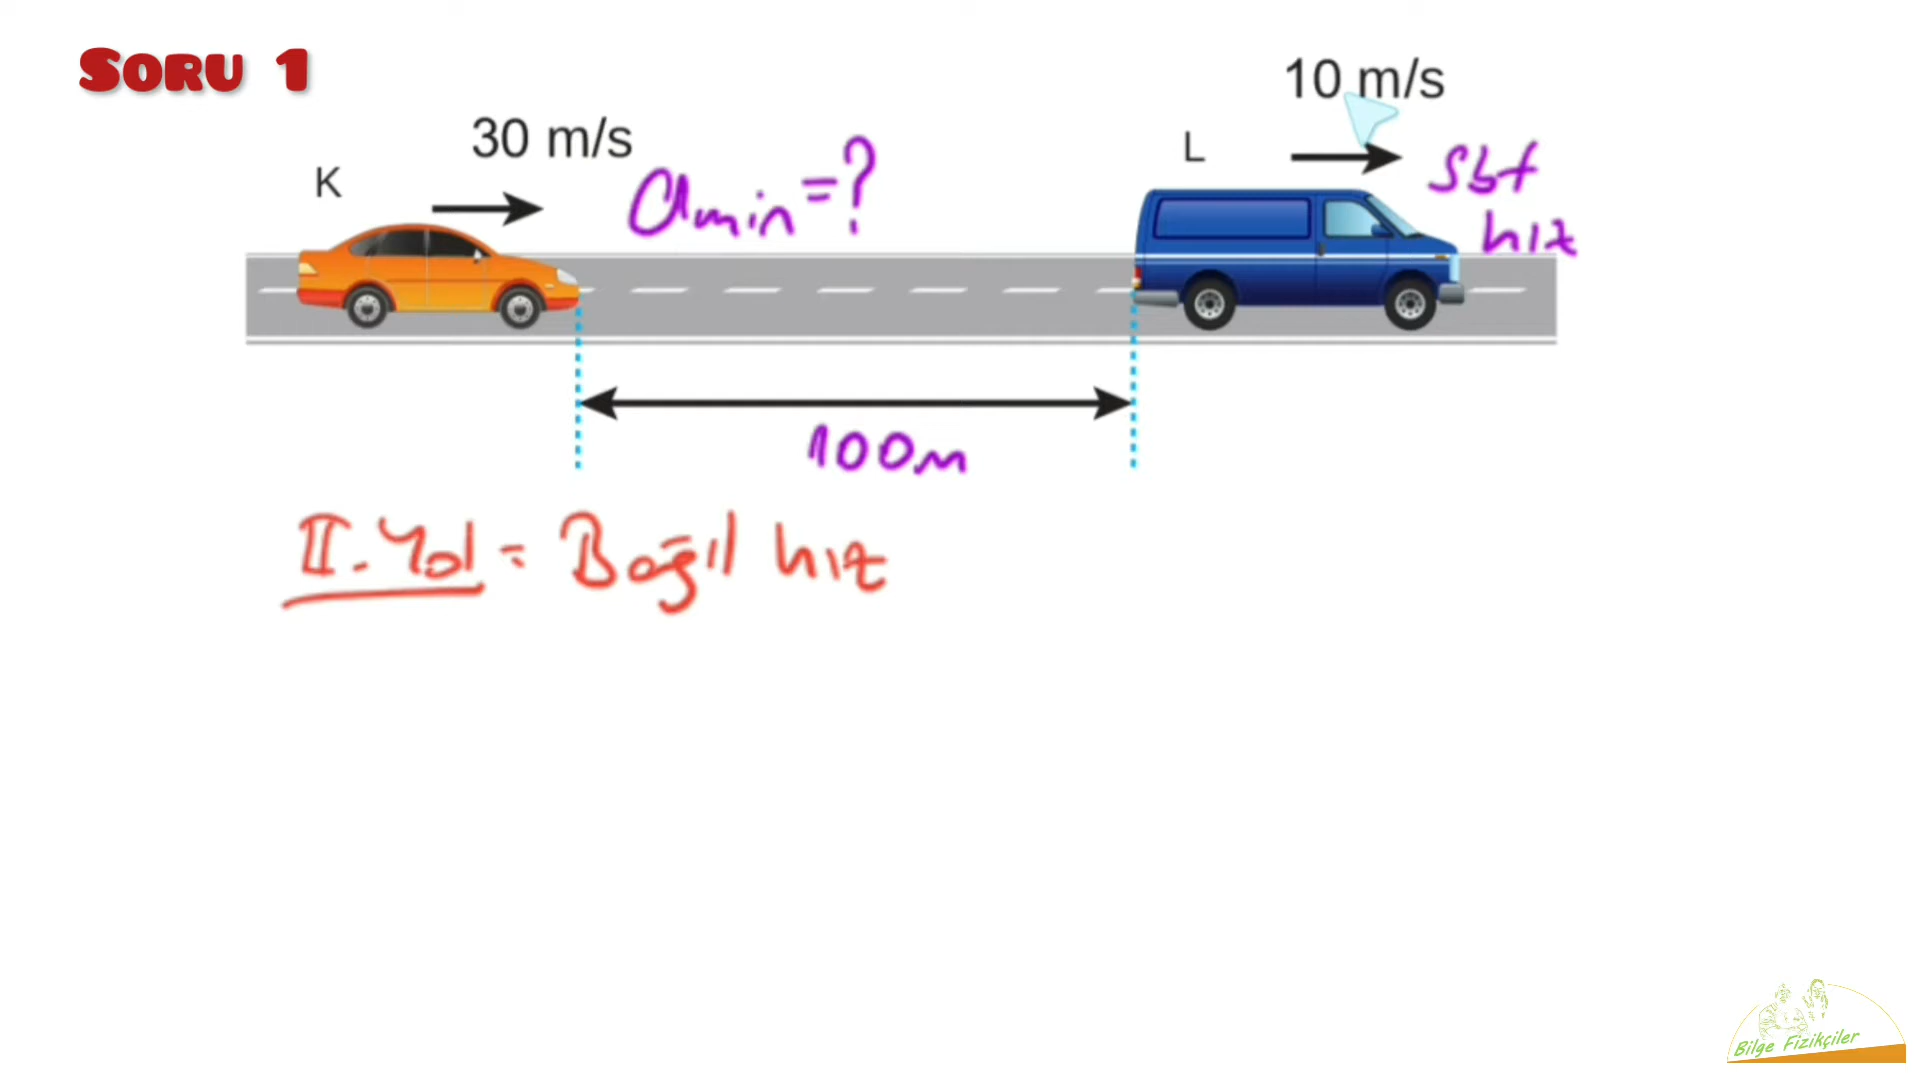 SORU 1
10 m/s
30 m/s
K
amin=?
L
sbt
hız
100m
II.Yol = Bağıl hız
Bilge Fizikçiler